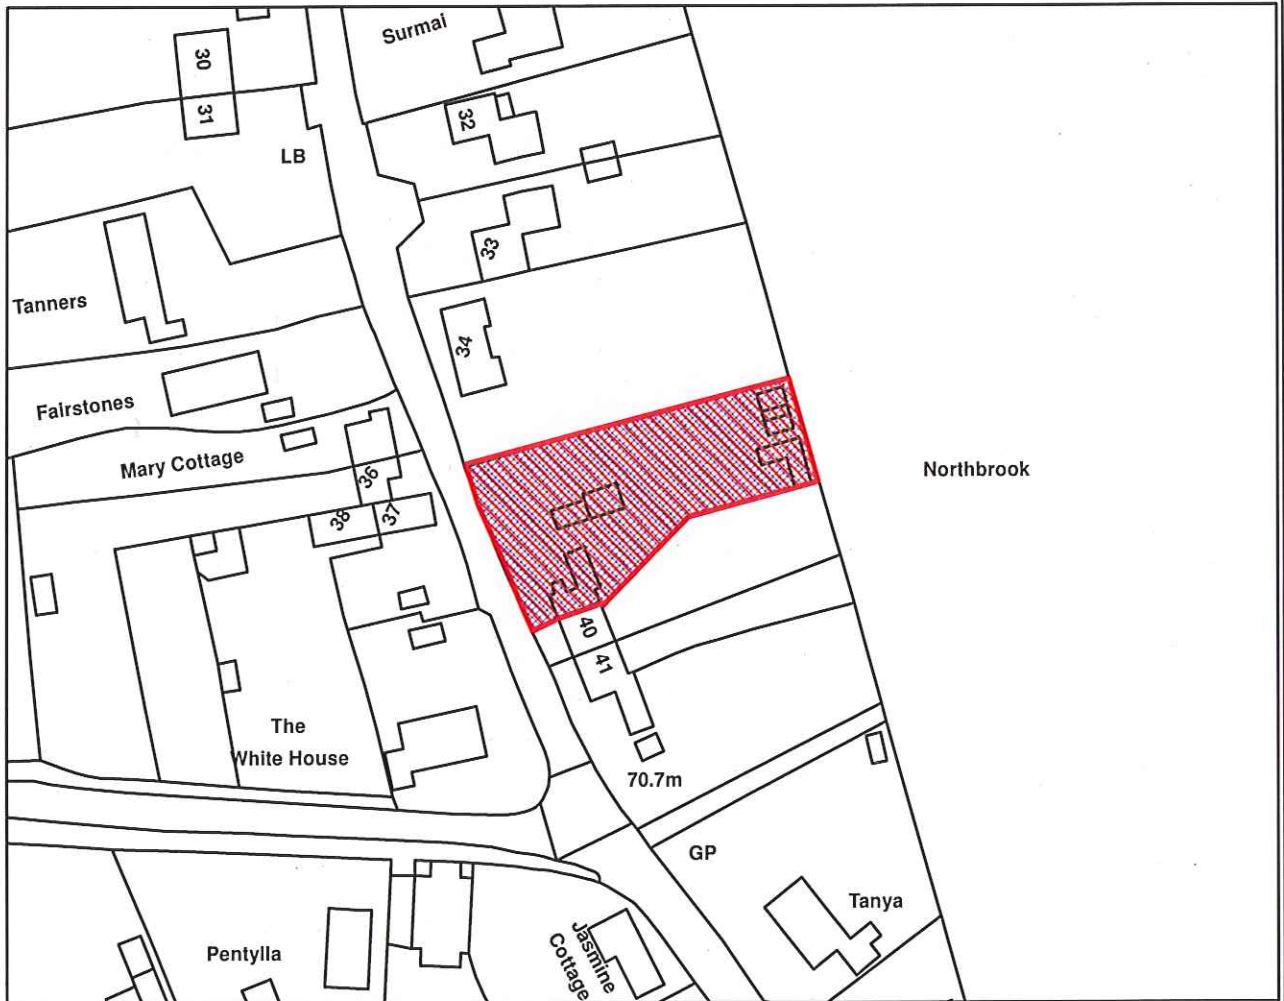 Surmai
30
31
32
LB
33
Tanners
34
Fairstones
Mary Cottage
36
Northbrook
38
37
40
41
The
White House
70.7m
GP
Tanya
Pentylla
Jasmine
Cottage